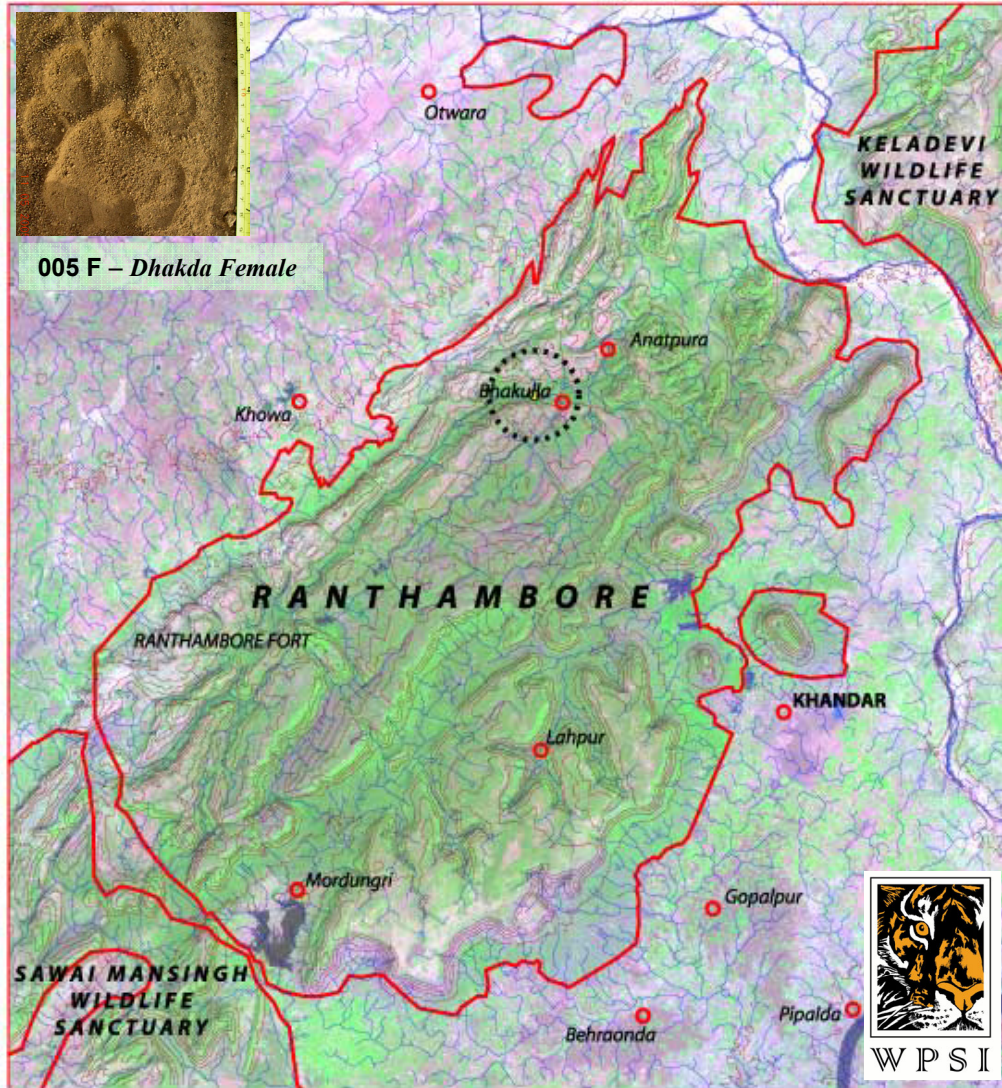 Otwara
KELADEVI
WILDLIFE
SANCTUARY
005 F – Dhakda Female
Anatpura
Bhakulla
Khowa
RANTHAMBORE
RANTHAMBORE FORT
KHANDAR
Lahpur
Mordungri
Gopalpur
SAWAI MANSINGH
WILDLIFE
SANCTUARY
Behraonda
Pipalda
WPSI